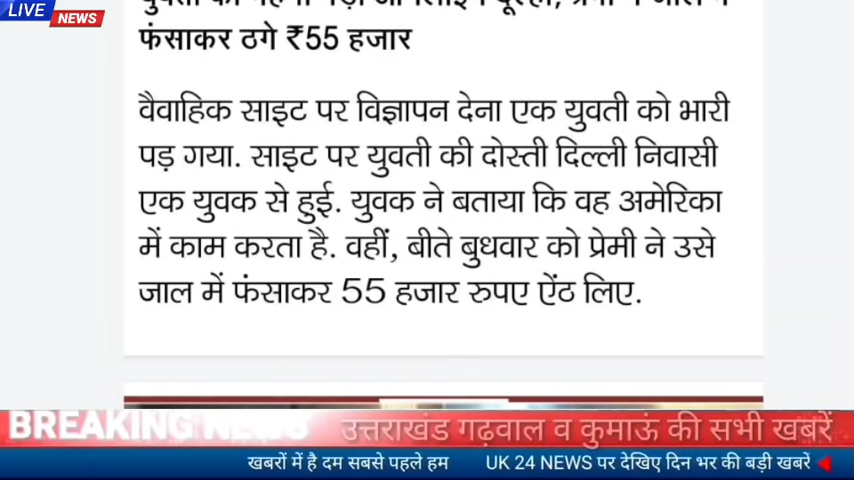 LIVE
NEWS
फंसाकर ठगे ₹55 हजार
वैवाहिक साइट पर विज्ञापन देना एक युवती को भारी
पड़ गया. साइट पर युवती की दोस्ती दिल्ली निवासी
एक युवक से हुई. युवक ने बताया कि वह अमेरिका
में काम करता है. वहीं, बीते बुधवार को प्रेमी ने उसे
जाल में फंसाकर 55 हजार रुपए ऐंठ लिए.
BREAKING NEWS उत्तराखंड गढ़वाल व कुमाऊं की सभी खबरें
खबरों में है दम सबसे पहले हम UK 24 NEWS पर देखिए दिन भर की बड़ी खबरें